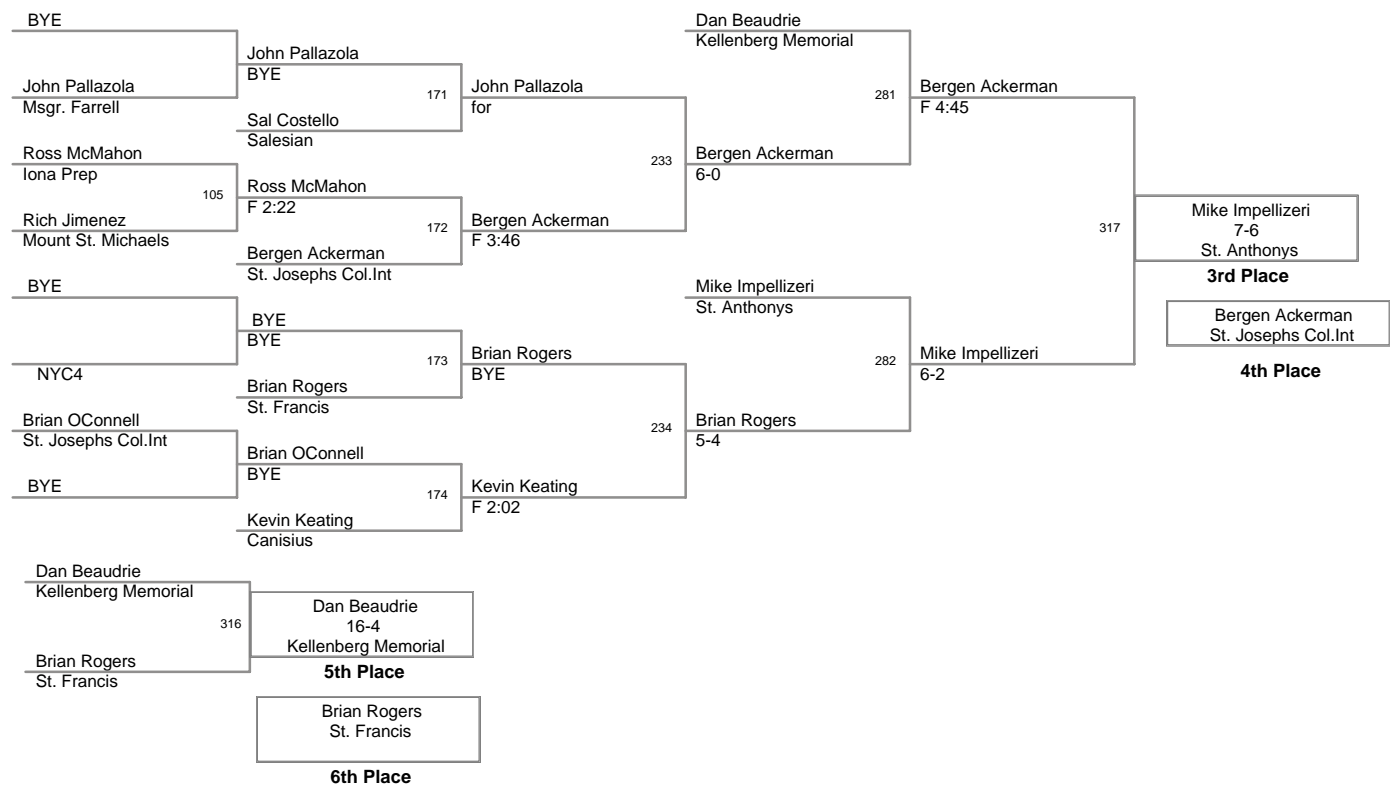 BYE
John Pallazola
Msgr. Farrell
John Pallazola
BYE
171
Sal Costello
Salesian
John Pallazola
for
Ross McMahon
Iona Prep
105
Rich Jimenez
Mount St. Michaels
Ross McMahon
F 2:22
172
Bergen Ackerman
St. Josephs Col.Int
Bergen Ackerman
F 3:46
233
Bergen Ackerman
6-0
Dan Beaudrie
Kellenberg Memorial
281
Bergen Ackerman
F 4:45
BYE
NYC4
BYE
BYE
173
Brian Rogers
St. Francis
Brian Rogers
BYE
Brian OConnell
St. Josephs Col.Int
BYE
Brian OConnell
BYE
174
Kevin Keating
Canisius
Kevin Keating
F 2:02
234
Brian Rogers
5-4
Mike Impellizeri
St. Anthonys
282
Mike Impellizeri
6-2
317
Mike Impellizeri
7-6
St. Anthonys
3rd Place
Bergen Ackerman
St. Josephs Col.Int
4th Place
Dan Beaudrie
Kellenberg Memorial
316
Brian Rogers
St. Francis
Dan Beaudrie
16-4
Kellenberg Memorial
5th Place
Brian Rogers
St. Francis
6th Place